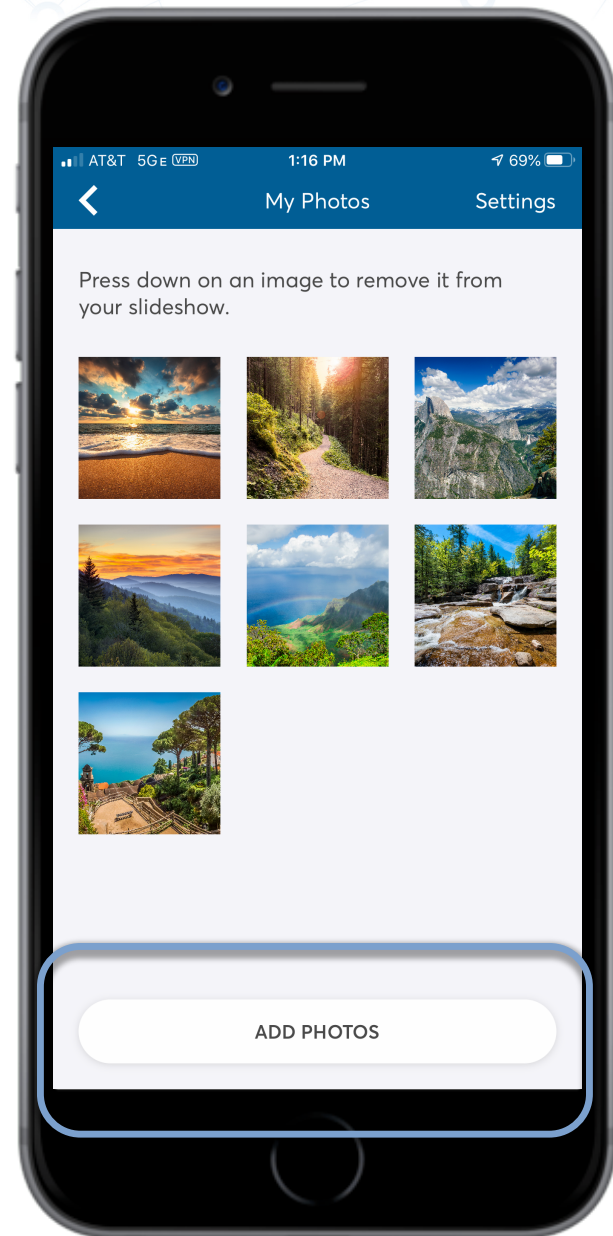 AT&T 5GE VPN 1:16 PM 69%
My Photos Settings
Press down on an image to remove it from
your slideshow.
ADD PHOTOS